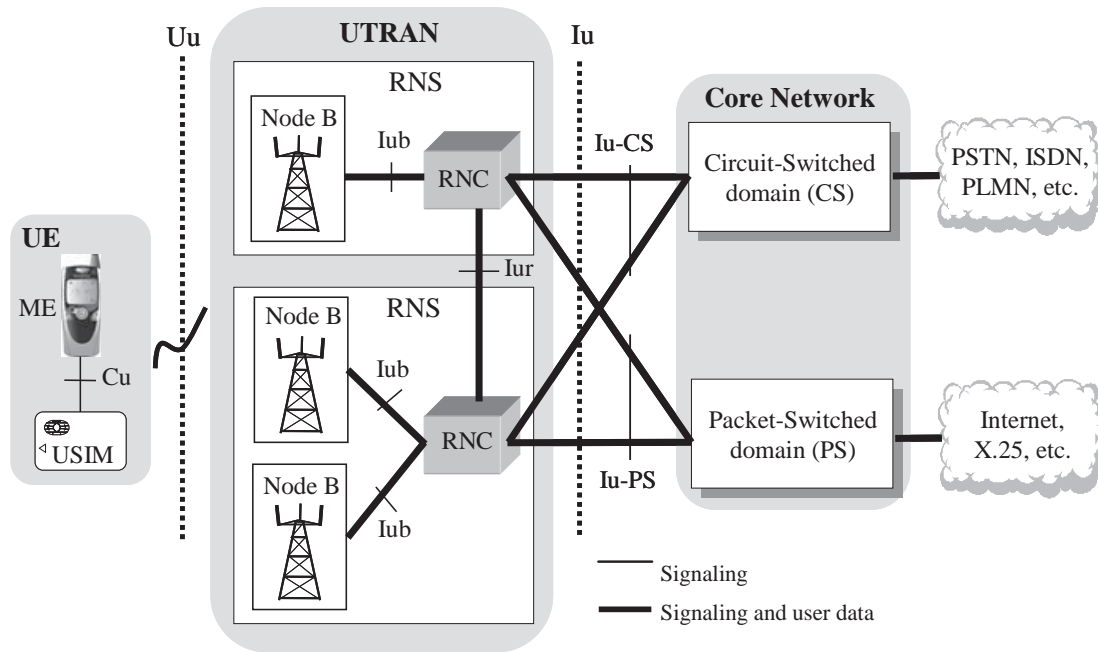 Uu
UTRAN
Iu
RNS
Node B
Iub
RNC
Iur
RNS
Node B
Iub
RNC
Node B
Iub
UE
ME
Cu
USIM
Core Network
Iu-CS
Circuit-Switched
domain (CS)
PSTN, ISDN,
PLMN, etc.
Packet-Switched
domain (PS)
Internet,
X.25, etc.
Iu-PS
Signaling
Signaling and user data